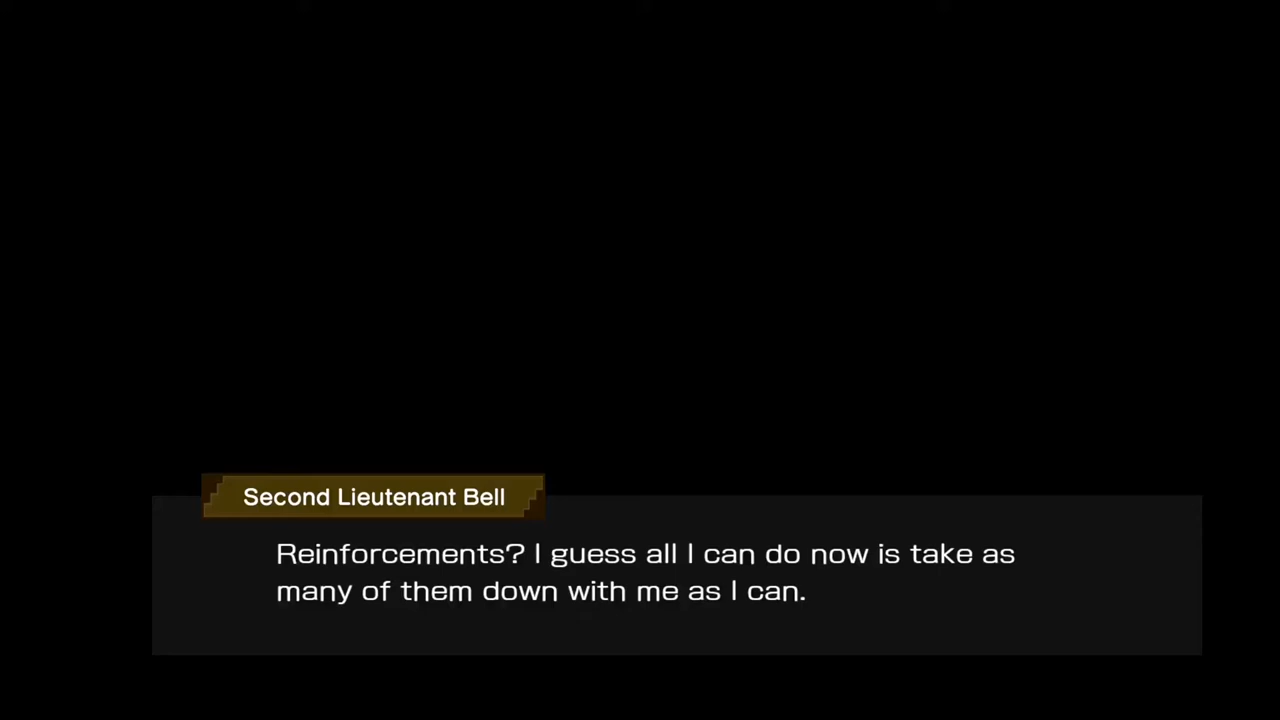 Second Lieutenant Bell
Reinforcements? I guess all I can do now is take as
many of them down with me as I can.